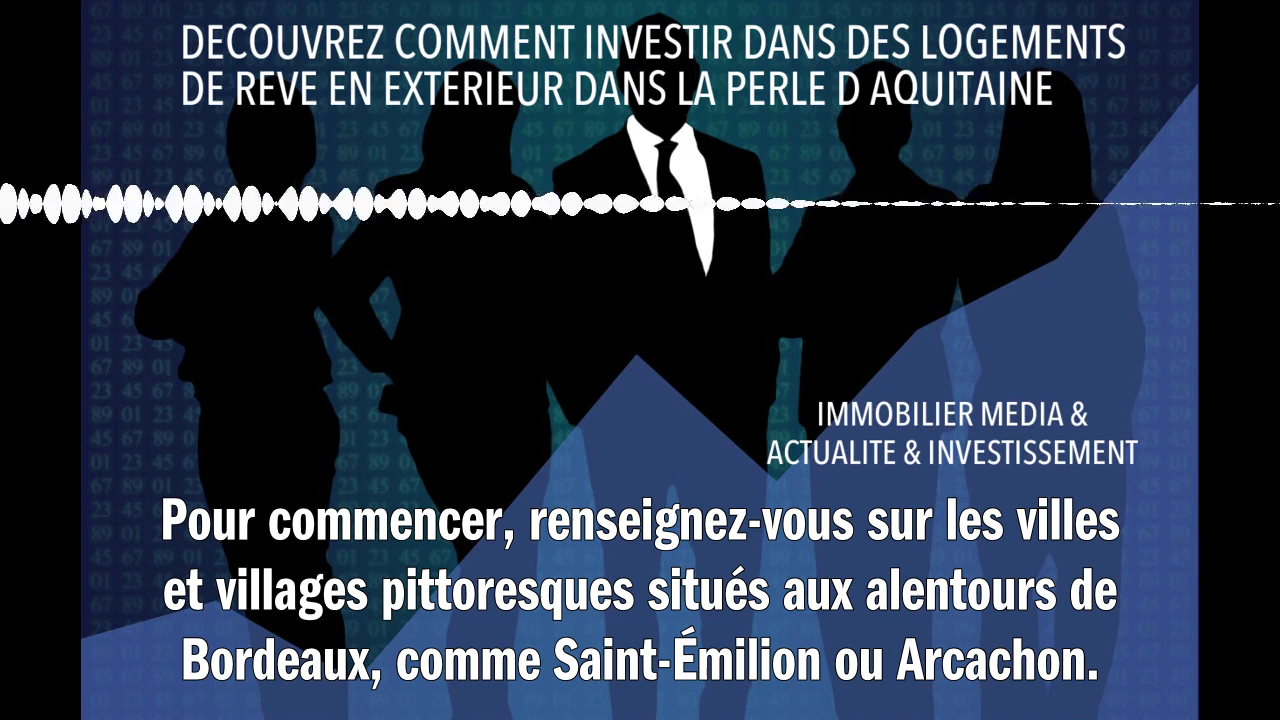 DECOUVREZ COMMENT INVESTIR DANS DES LOGEMENTS
DE REVE EN EXTERIEUR DANS LA PERLE D AQUITAINE
IMMOBILIER MEDIA &
ACTUALITE & INVESTISSEMENT
Pour commencer, renseignez-vous sur les villes
et villages pittoresques situés aux alentours de
Bordeaux, comme Saint-Émilion ou Arcachon.